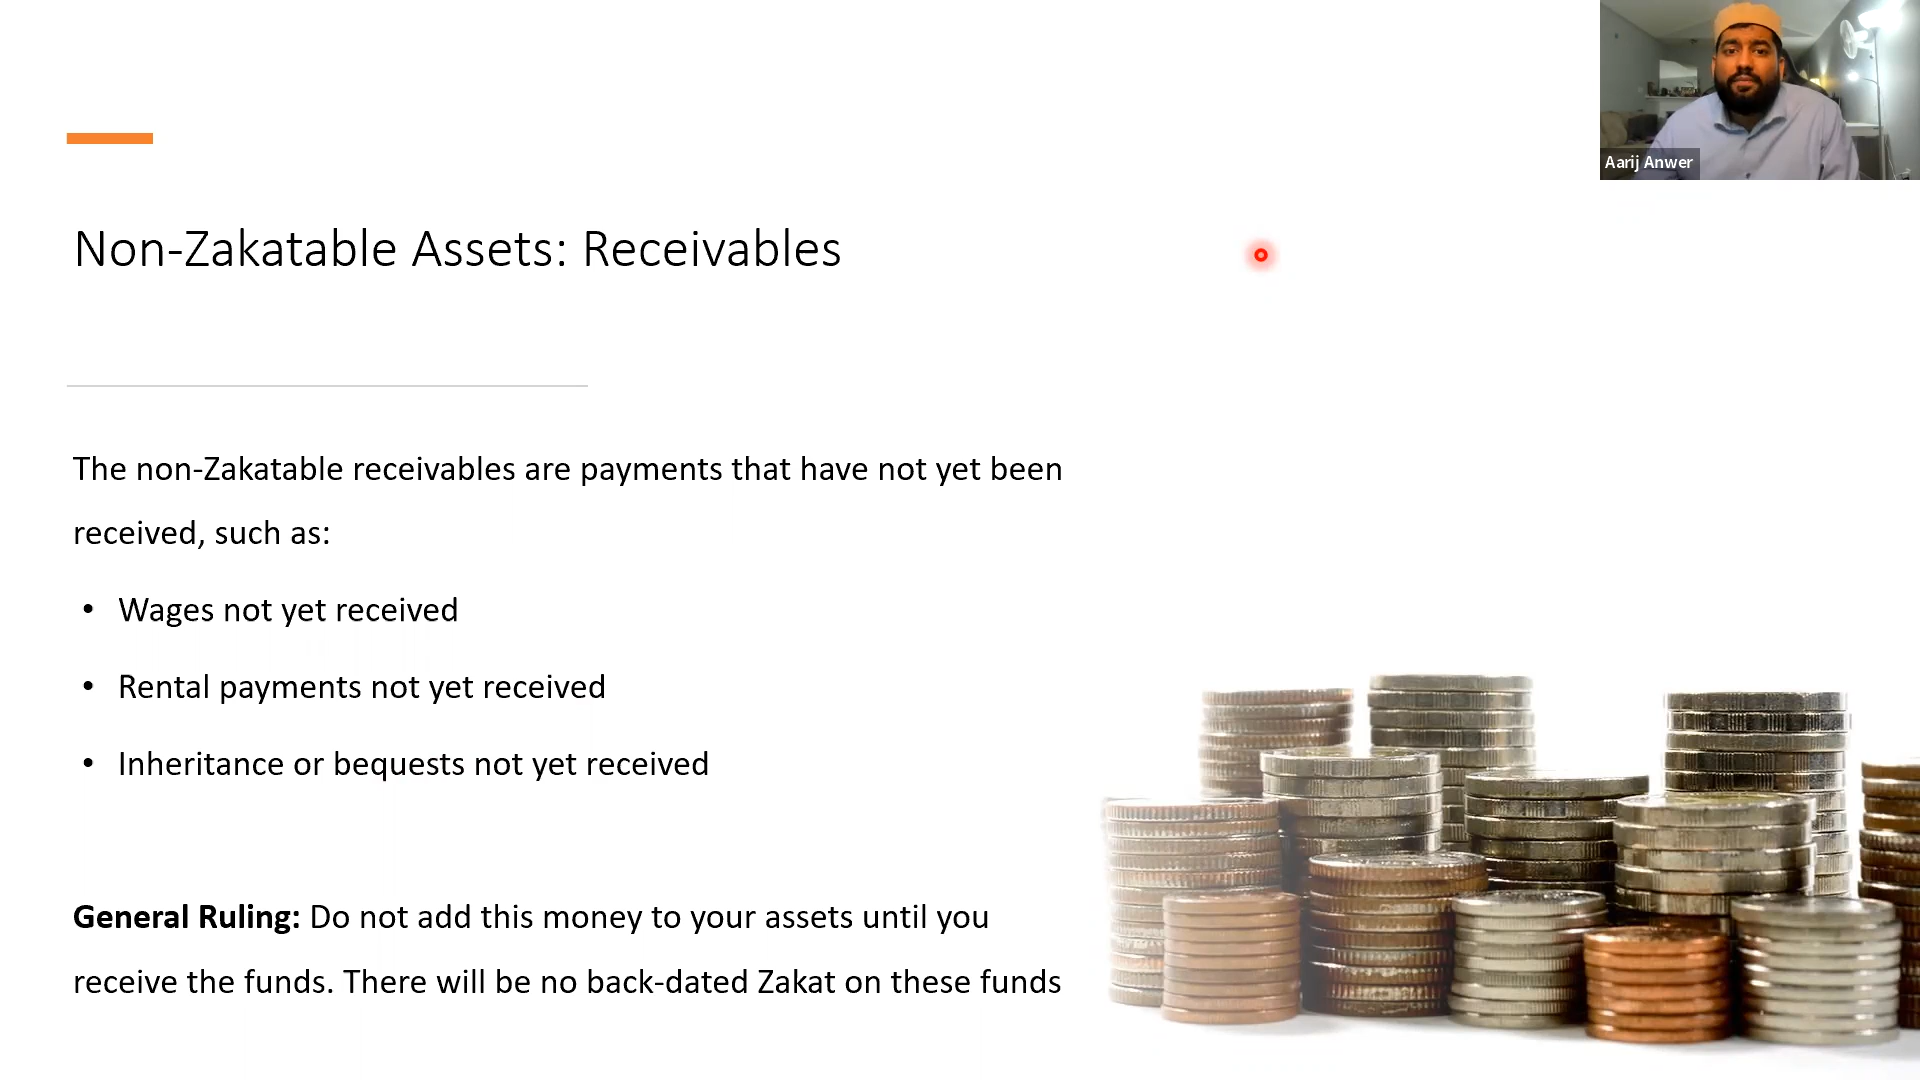 Aarij Anwer
Non-Zakatable Assets: Receivables
The non-Zakatable receivables are payments that have not yet been
received, such as:
• Wages not yet received
• Rental payments not yet received
• Inheritance or bequests not yet received
General Ruling: Do not add this money to your assets until you
receive the funds. There will be no back-dated Zakat on these funds